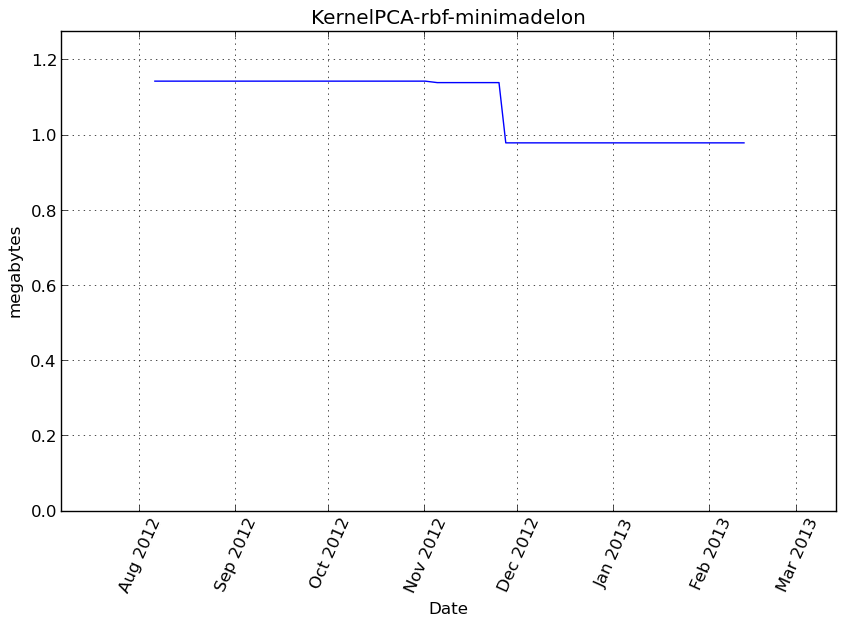 KernelPCA-rbf-minimadelon
1.2
1.0
0.8
0.6
0.4
0.2
0.0
megabytes
Aug 2012
Sep 2012
Oct 2012
Nov 2012
Dec 2012
Jan 2013
Feb 2013
Mar 2013
Date